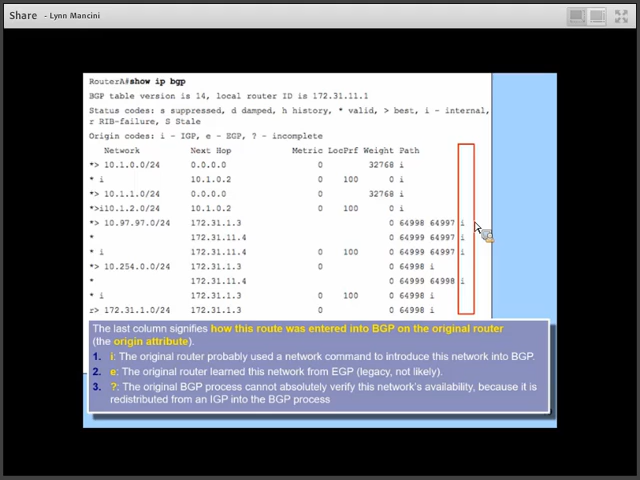 Share - Lynn Mancini
RouterA#show ip bgp
BGP table version is 14, local router ID is 172.31.11.1
Status codes: s suppressed, d damped, h history, * valid, > best, i - internal,
r RIB-failure, S Stale
Origin codes: i - IGP, e - EGP, ? - incomplete
Network Next Hop Metric LocPrf Weight Path
*> 10.1.0.0/24 0.0.0.0 0 32768 i
* i 10.1.0.2 0 100 0 i
*> 10.1.1.0/24 0.0.0.0 0 32768 i
*>i10.1.2.0/24 10.1.0.2 0 100 0 i
*> 10.97.97.0/24 172.31.1.3 0 64998 64997 i
* 172.31.11.4 0 64999 64997 i
* i 172.31.11.4 0 100 0 64999 64997 i
*> 10.254.0.0/24 172.31.1.3 0 0 64998 i
* 172.31.11.4 0 64999 64998 i
* i 172.31.1.3 0 100 0 64998 i
r> 172.31.1.0/24 172.31.1.3 0 0 64998 i
The last column signifies how this route was entered into BGP on the original router
(the origin attribute).
1. i: The original router probably used a network command to introduce this network into BGP.
2. e: The original router learned this network from EGP (legacy, not likely).
3. ?: The original BGP process cannot absolutely verify this network's availability, because it is
redistributed from an IGP into the BGP process